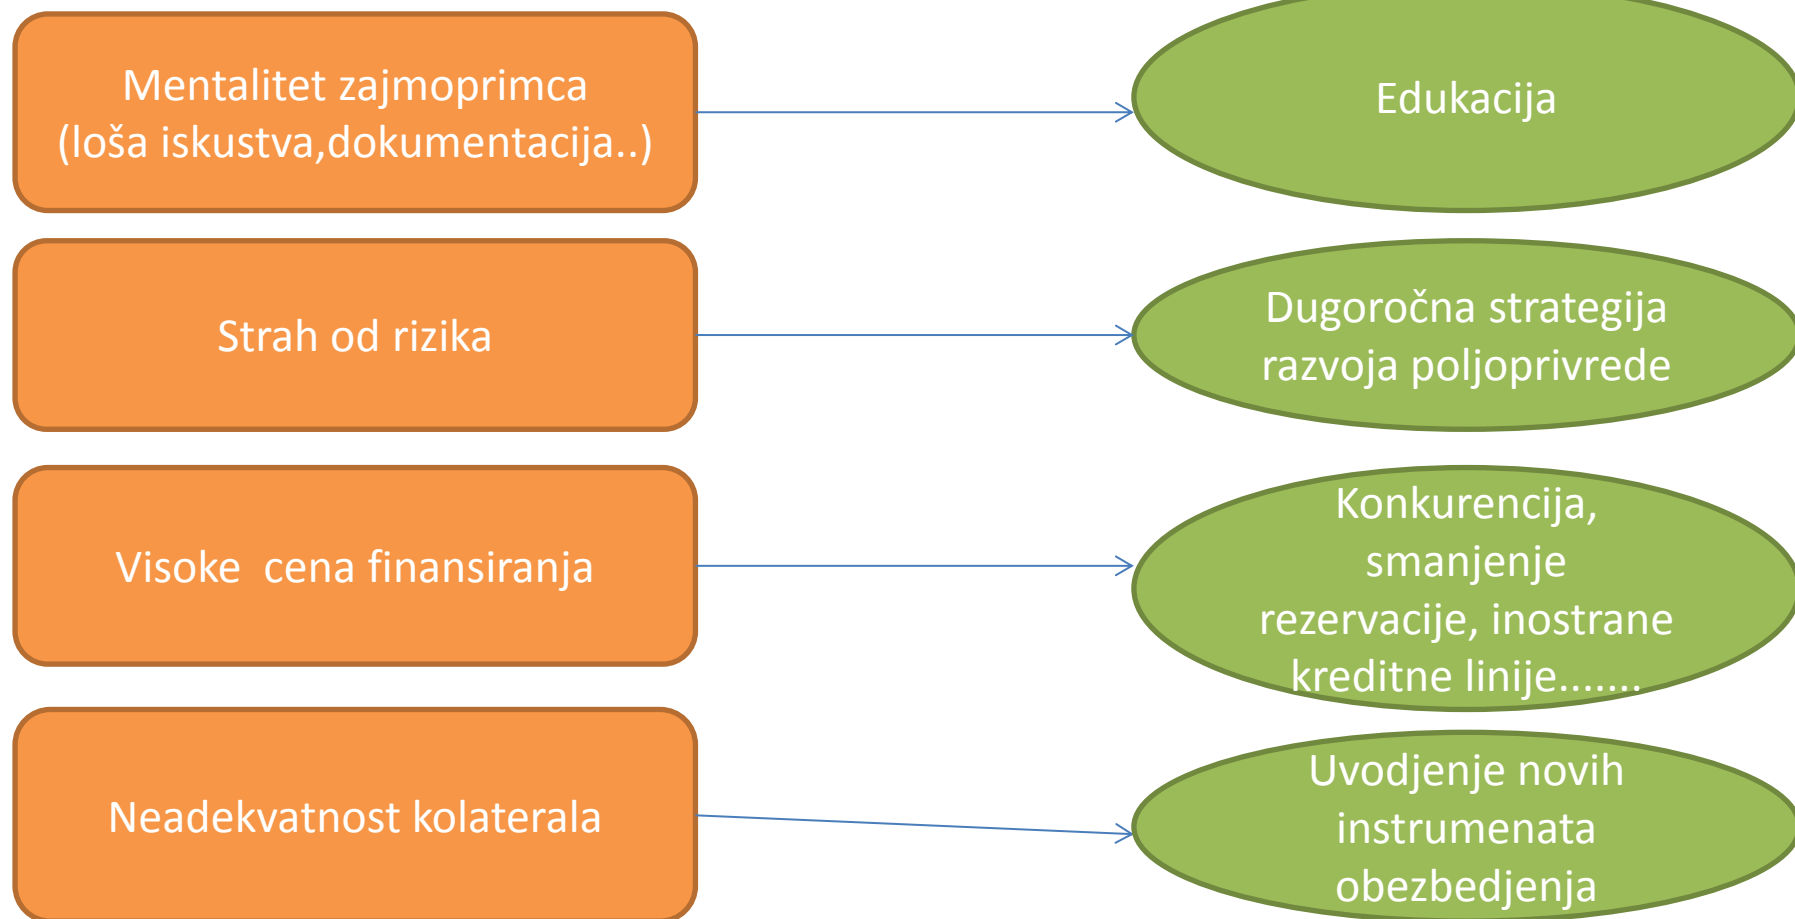 Mentalitet zajmoprimca
(loša iskustva,dokumentacija..)
Edukacija
Strah od rizika
Dugoročna strategija
razvoja poljoprivrede
Visoke  cena finansiranja
Konkurencija,
smanjenje
rezervacije, inostrane
kreditne linije.......
Neadekvatnost kolaterala
Uvodjenje novih
instrumenata
obezbedjenja